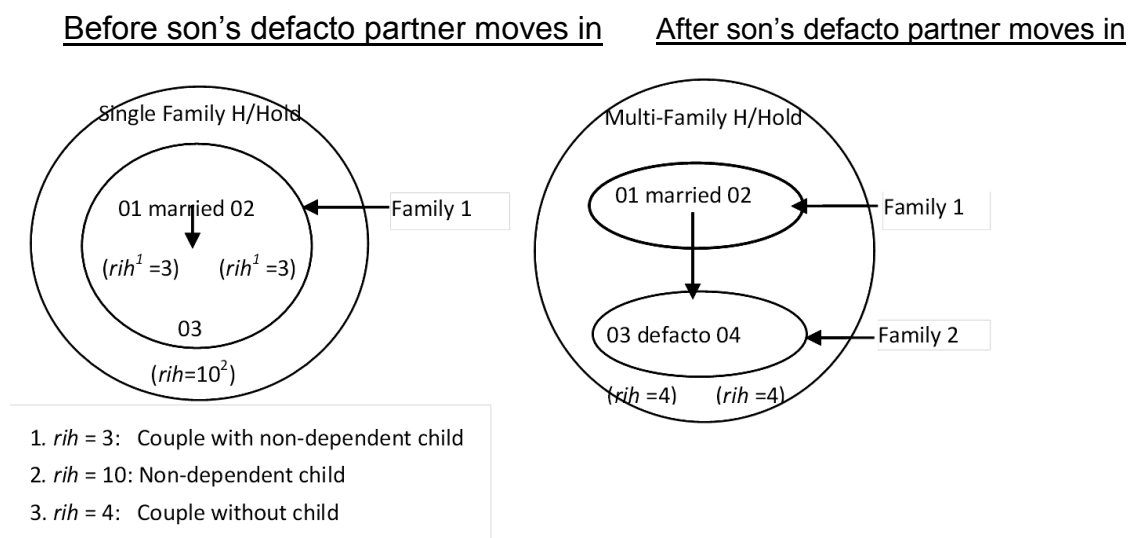 Before son’s defacto partner moves in
After son’s defacto partner moves in
Single Family H/Hold
01 married 02
(rih¹ =3) (rih¹ =3)
03
(rih=10²)
Family 1
Multi-Family H/Hold
01 married 02
Family 1
03 defacto 04
Family 2
(rih =4) (rih =4)
1. rih = 3: Couple with non-dependent child
2. rih = 10: Non-dependent child
3. rih = 4: Couple without child